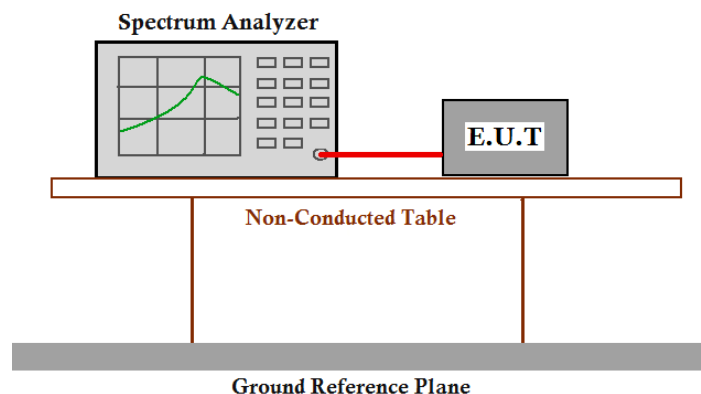 Spectrum Analyzer
E.U.T
Non-Conducted Table
Ground Reference Plane